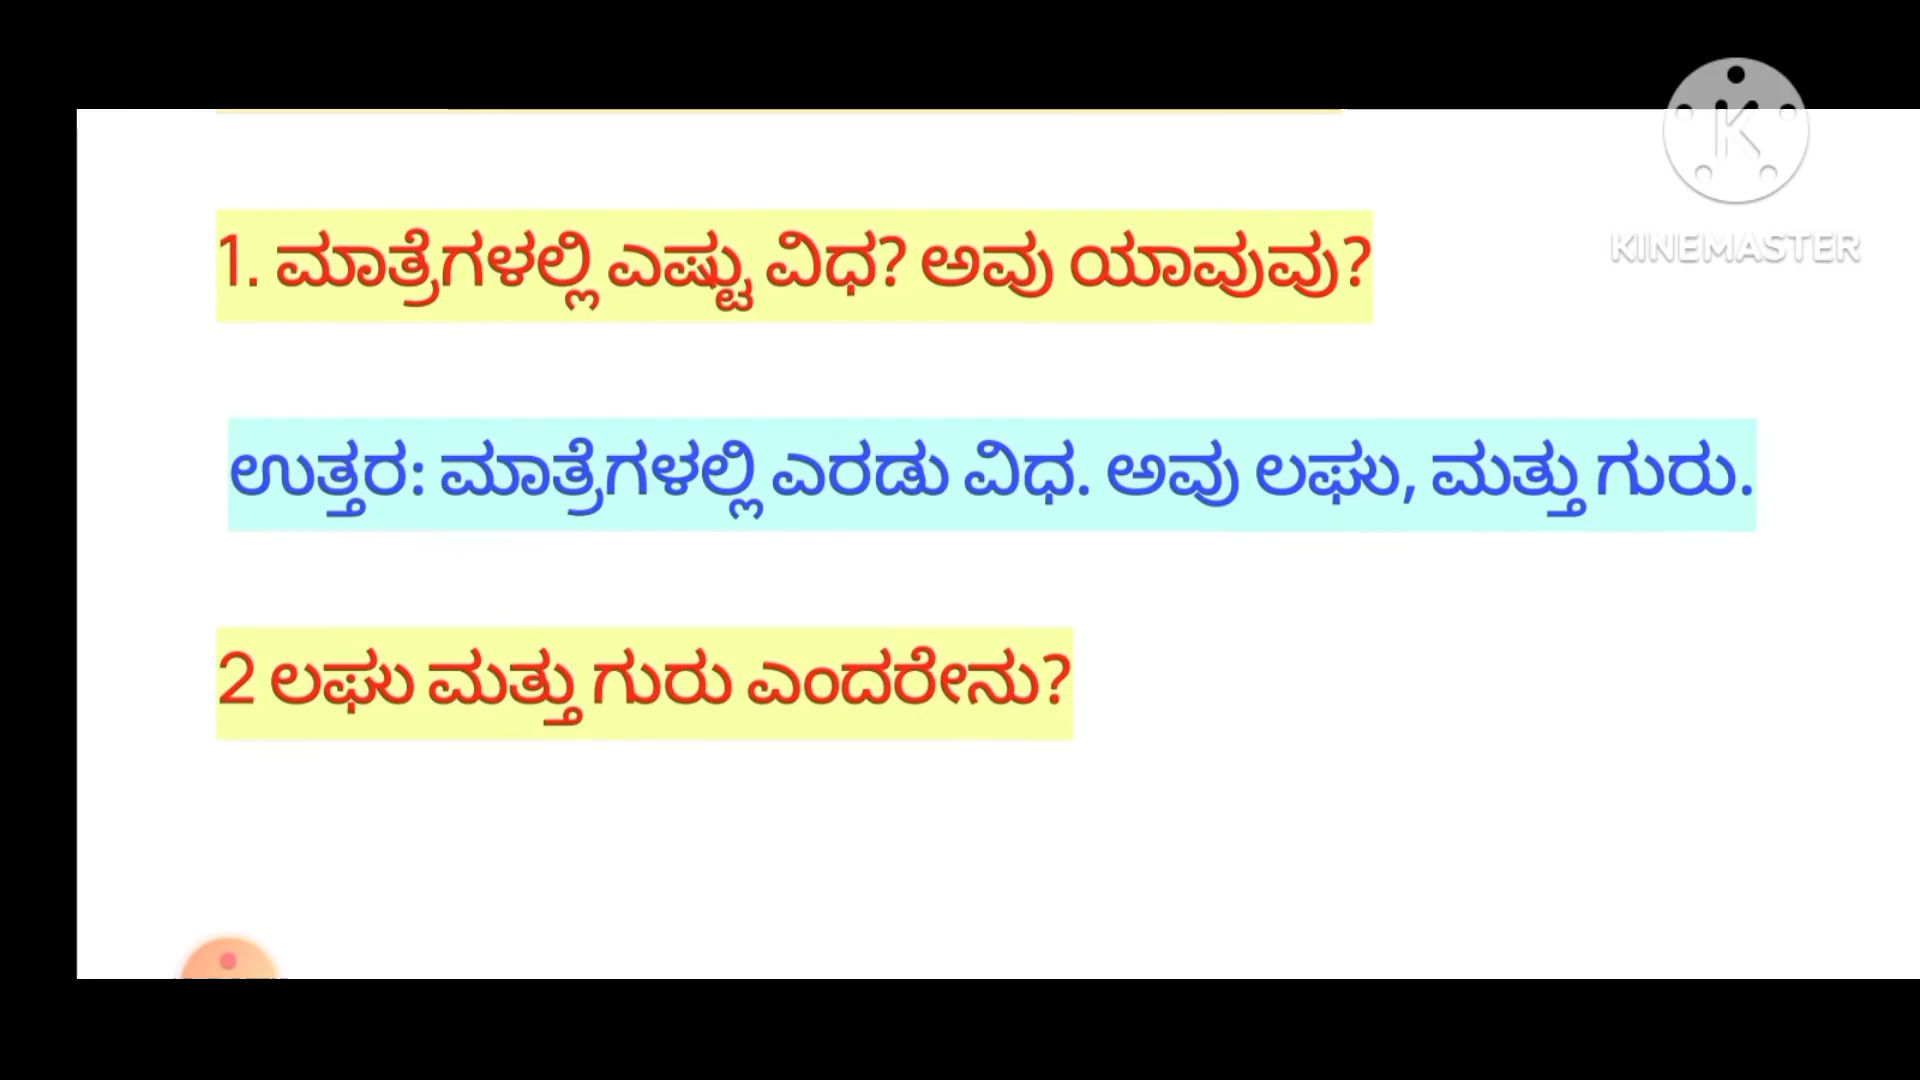 1. ಮಾತ್ರೆಗಳಲ್ಲಿ ಎಷ್ಟು ವಿಧ? ಅವು ಯಾವುವು?
ಉತ್ತರ: ಮಾತ್ರೆಗಳಲ್ಲಿ ಎರಡು ವಿಧ. ಅವು ಲಘು, ಮತ್ತು ಗುರು.
2 ಲಘು ಮತ್ತು ಗುರು ಎಂದರೇನು?
K
KINEMASTER